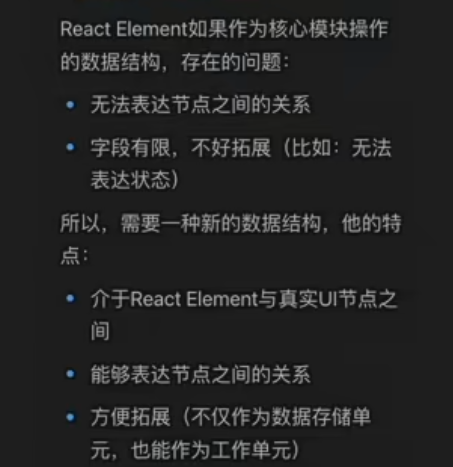 React Element如果作为核心模块操作
的数据结构，存在的问题：
• 无法表达节点之间的关系
• 字段有限，不好拓展（比如：无法
表达状态）
所以，需要一种新的数据结构，他的特
点：
• 介于React Element与真实UI节点之
间
• 能够表达节点之间的关系
• 方便拓展（不仅作为数据存储单
元，也能作为工作单元）